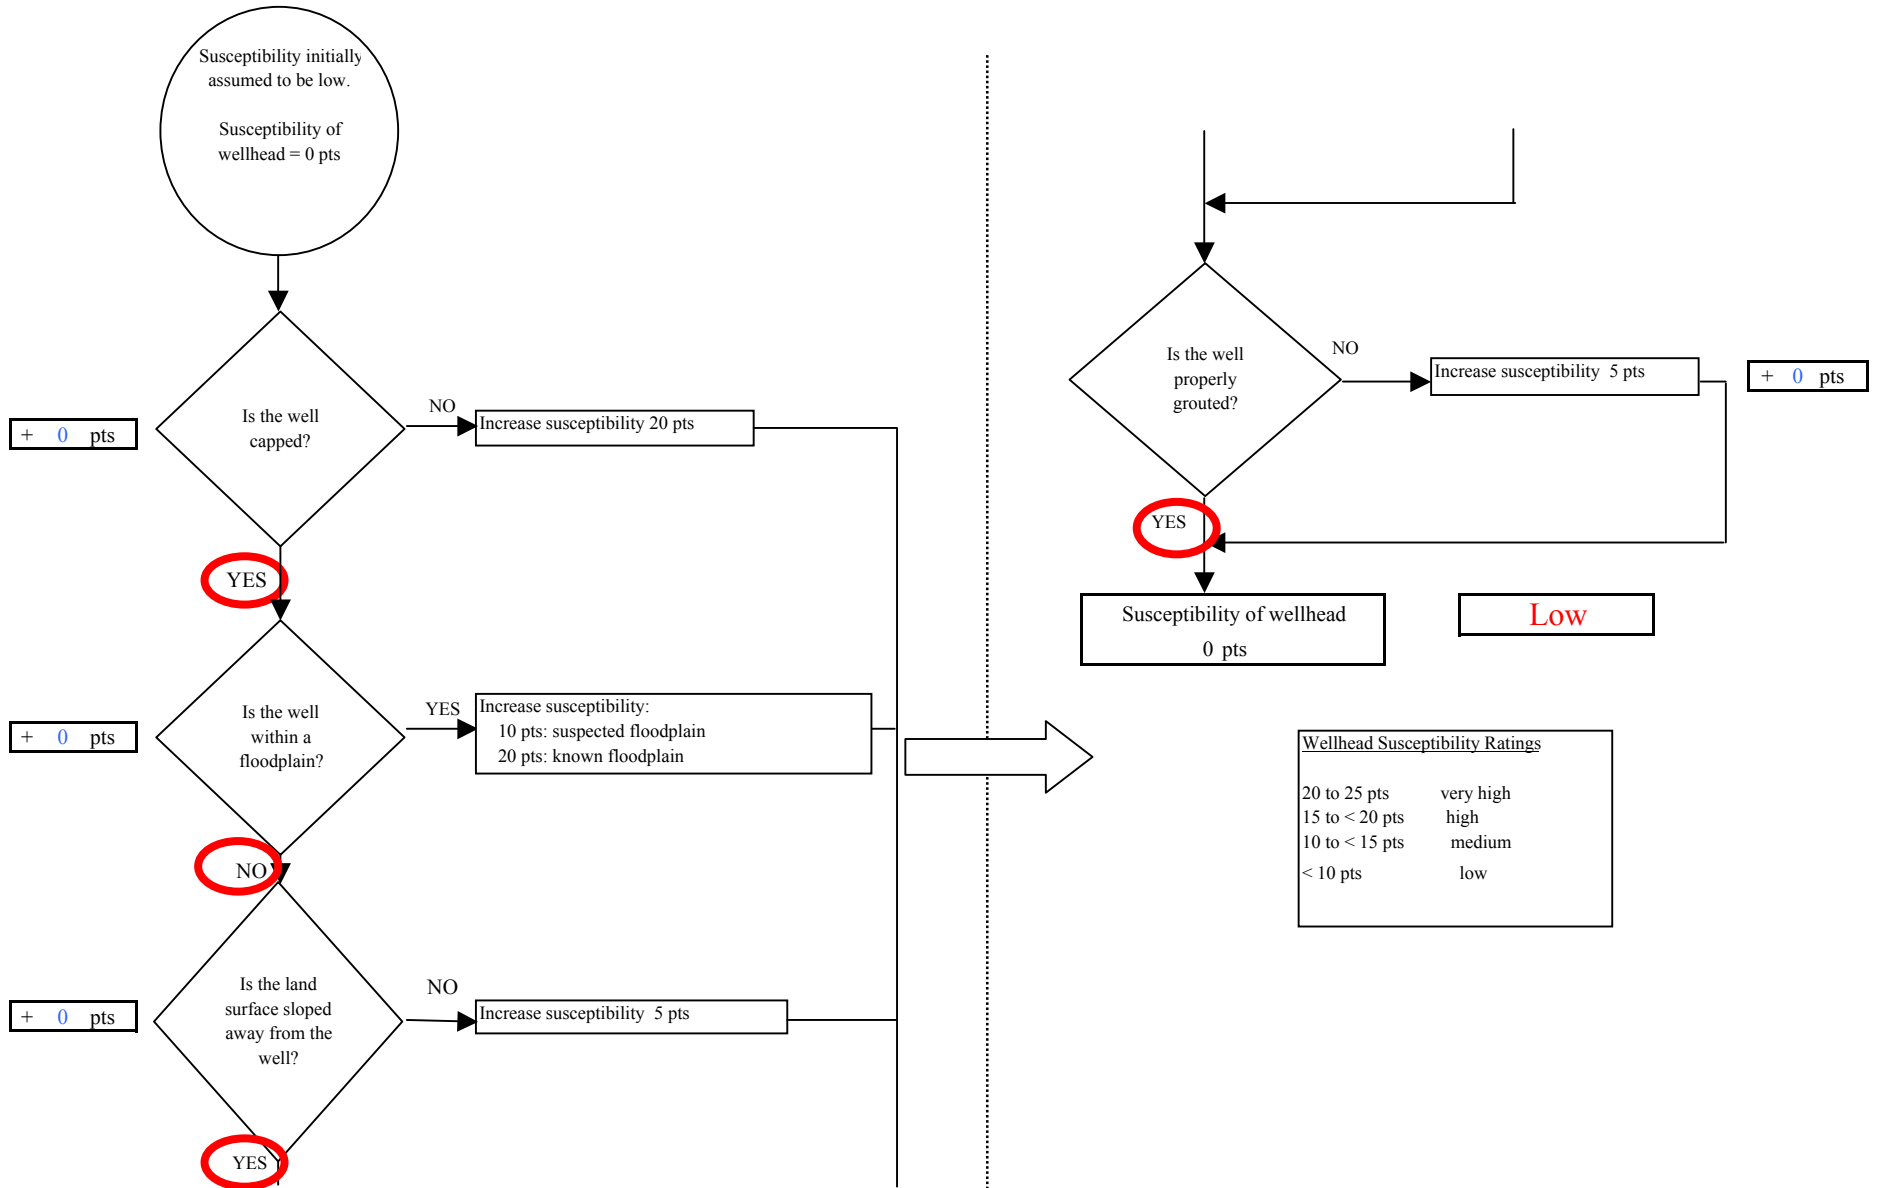 Susceptibility initially
assumed to be low.
Susceptibility of
wellhead = 0 pts
Is the well
capped?
NO
Increase susceptibility 20 pts
+ 0 pts
YES
Is the well
within a
floodplain?
YES
Increase susceptibility:
10 pts: suspected floodplain
20 pts: known floodplain
+ 0 pts
NO
Is the land
surface sloped
away from the
well?
NO
Increase susceptibility 5 pts
+ 0 pts
YES
Is the well
properly
grouted?
NO
Increase susceptibility 5 pts
+ 0 pts
YES
Susceptibility of wellhead
0 pts
Low
Wellhead Susceptibility Ratings
20 to 25 pts very high
15 to < 20 pts high
10 to < 15 pts medium
< 10 pts low